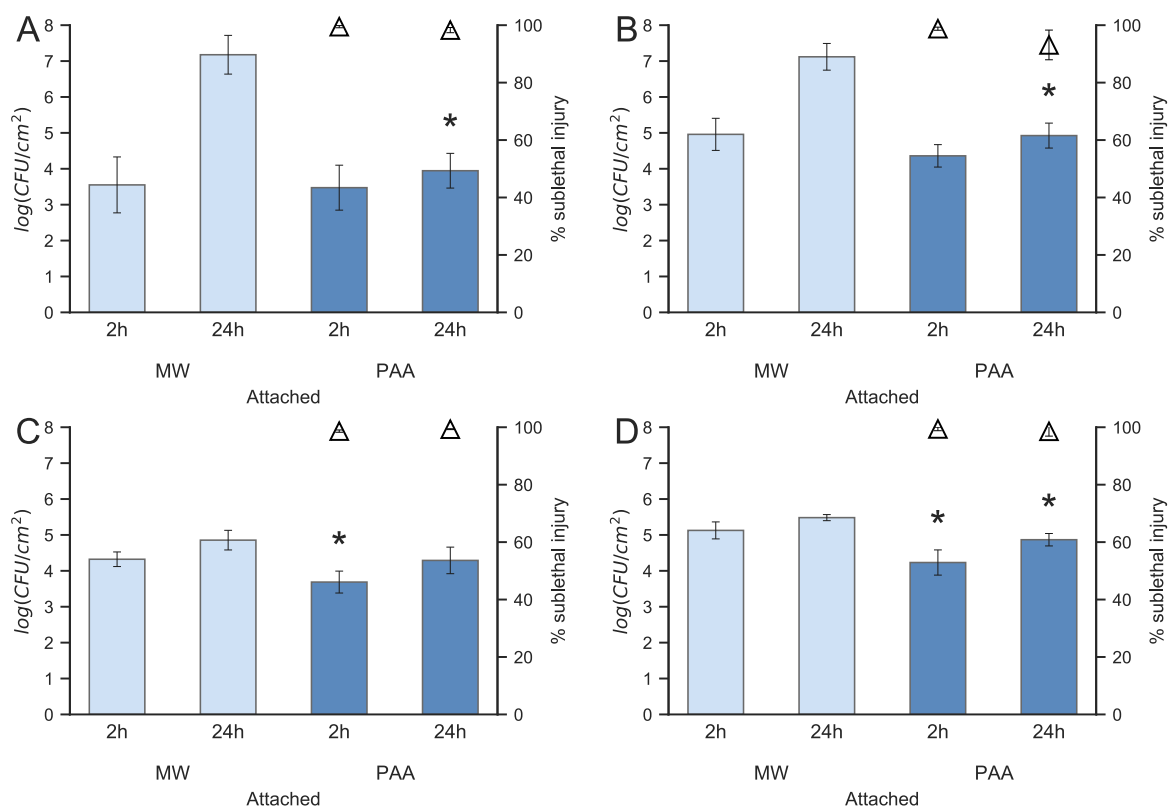 A
B
8 7 6 5 4 3 2 1 0
log(CFU/cm²)
100 80 60 40 20 0
% sublethal injury
8 7 6 5 4 3 2 1 0
log(CFU/cm²)
100 80 60 40 20 0
% sublethal injury
*
*
2h 24h 2h 24h
2h 24h 2h 24h
MW PAA
MW PAA
Attached
Attached
C
D
8 7 6 5 4 3 2 1 0
log(CFU/cm²)
100 80 60 40 20 0
% sublethal injury
8 7 6 5 4 3 2 1 0
log(CFU/cm²)
100 80 60 40 20 0
% sublethal injury
*
* *
2h 24h 2h 24h
2h 24h 2h 24h
MW PAA
MW PAA
Attached
Attached